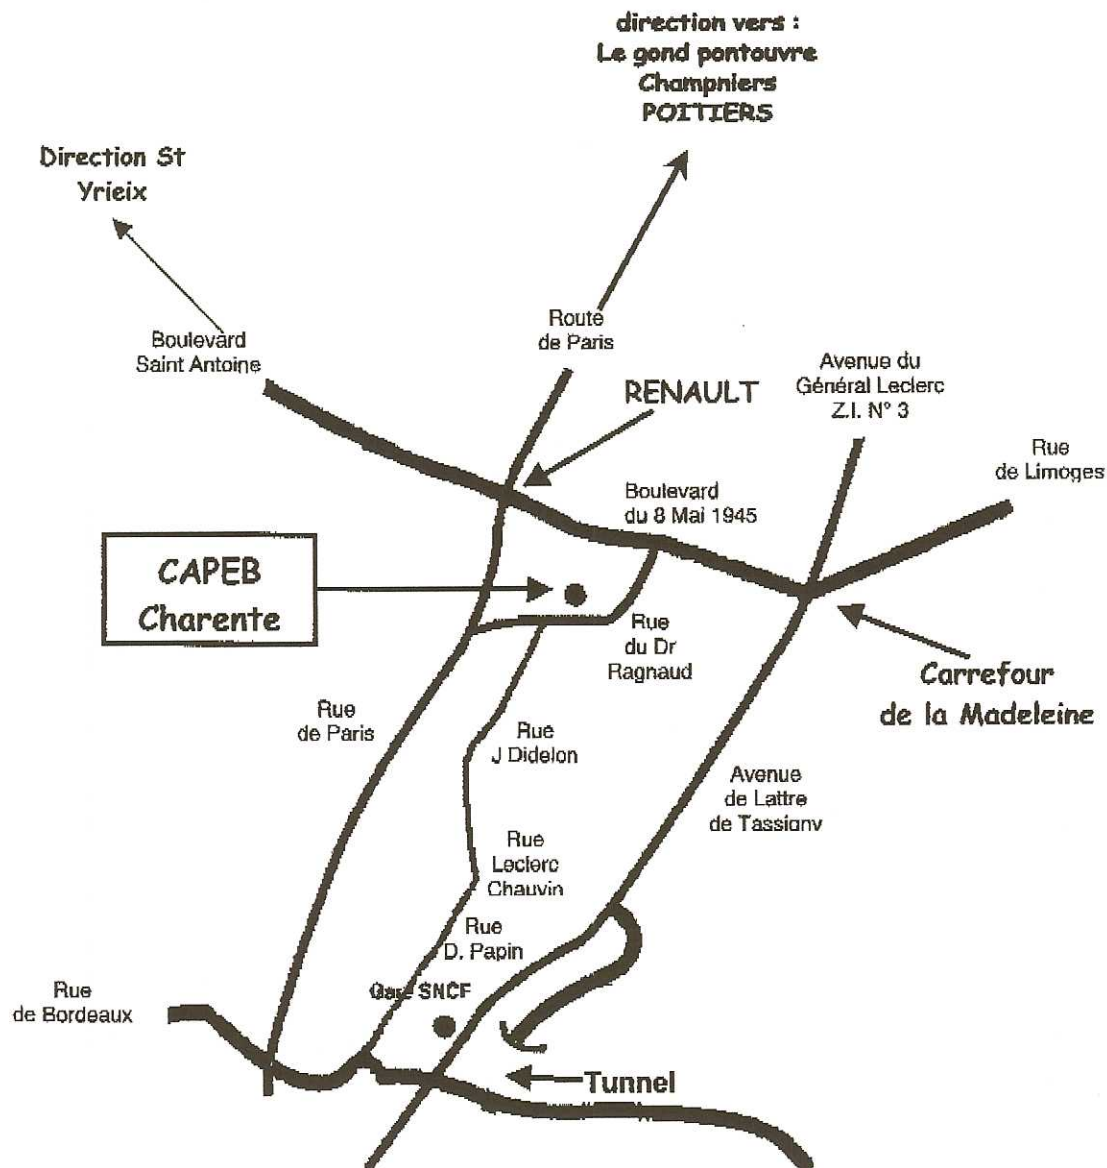 direction vers :
Le gond pontouvre
Champniers
POITIERS
Direction St
Yrieix
Boulevard
Saint Antoine
Route
de Paris
RENAULT
Avenue du
Général Leclerc
Z.I. N° 3
Rue
de Limoges
Boulevard
du 8 Mai 1945
CAPEB
Charente
Rue
du Dr
Ragnaud
Carrefour
de la Madeleine
Rue
de Paris
Rue
J Didelon
Avenue
de Lattre
de Tassigny
Rue
Leclerc
Chauvin
Rue
D. Papin
Gare SNCF
Rue
de Bordeaux
Tunnel